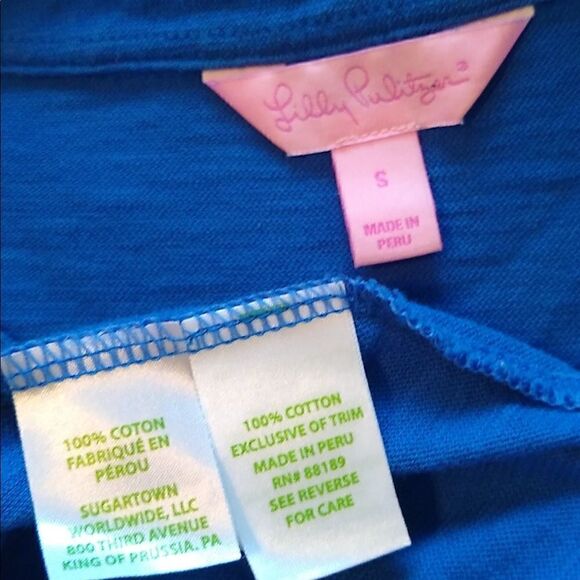 Lilly Pulitzer®
S
MADE IN
PERU
100% COTON
FABRIQUÉ EN
PÉROU
SUGARTOWN
WORLDWIDE, LLC
800 THIRD AVENUE
KING OF PRUSSIA, PA
100% COTTON
EXCLUSIVE OF TRIM
MADE IN PERU
RN# 88189
SEE REVERSE
FOR CARE